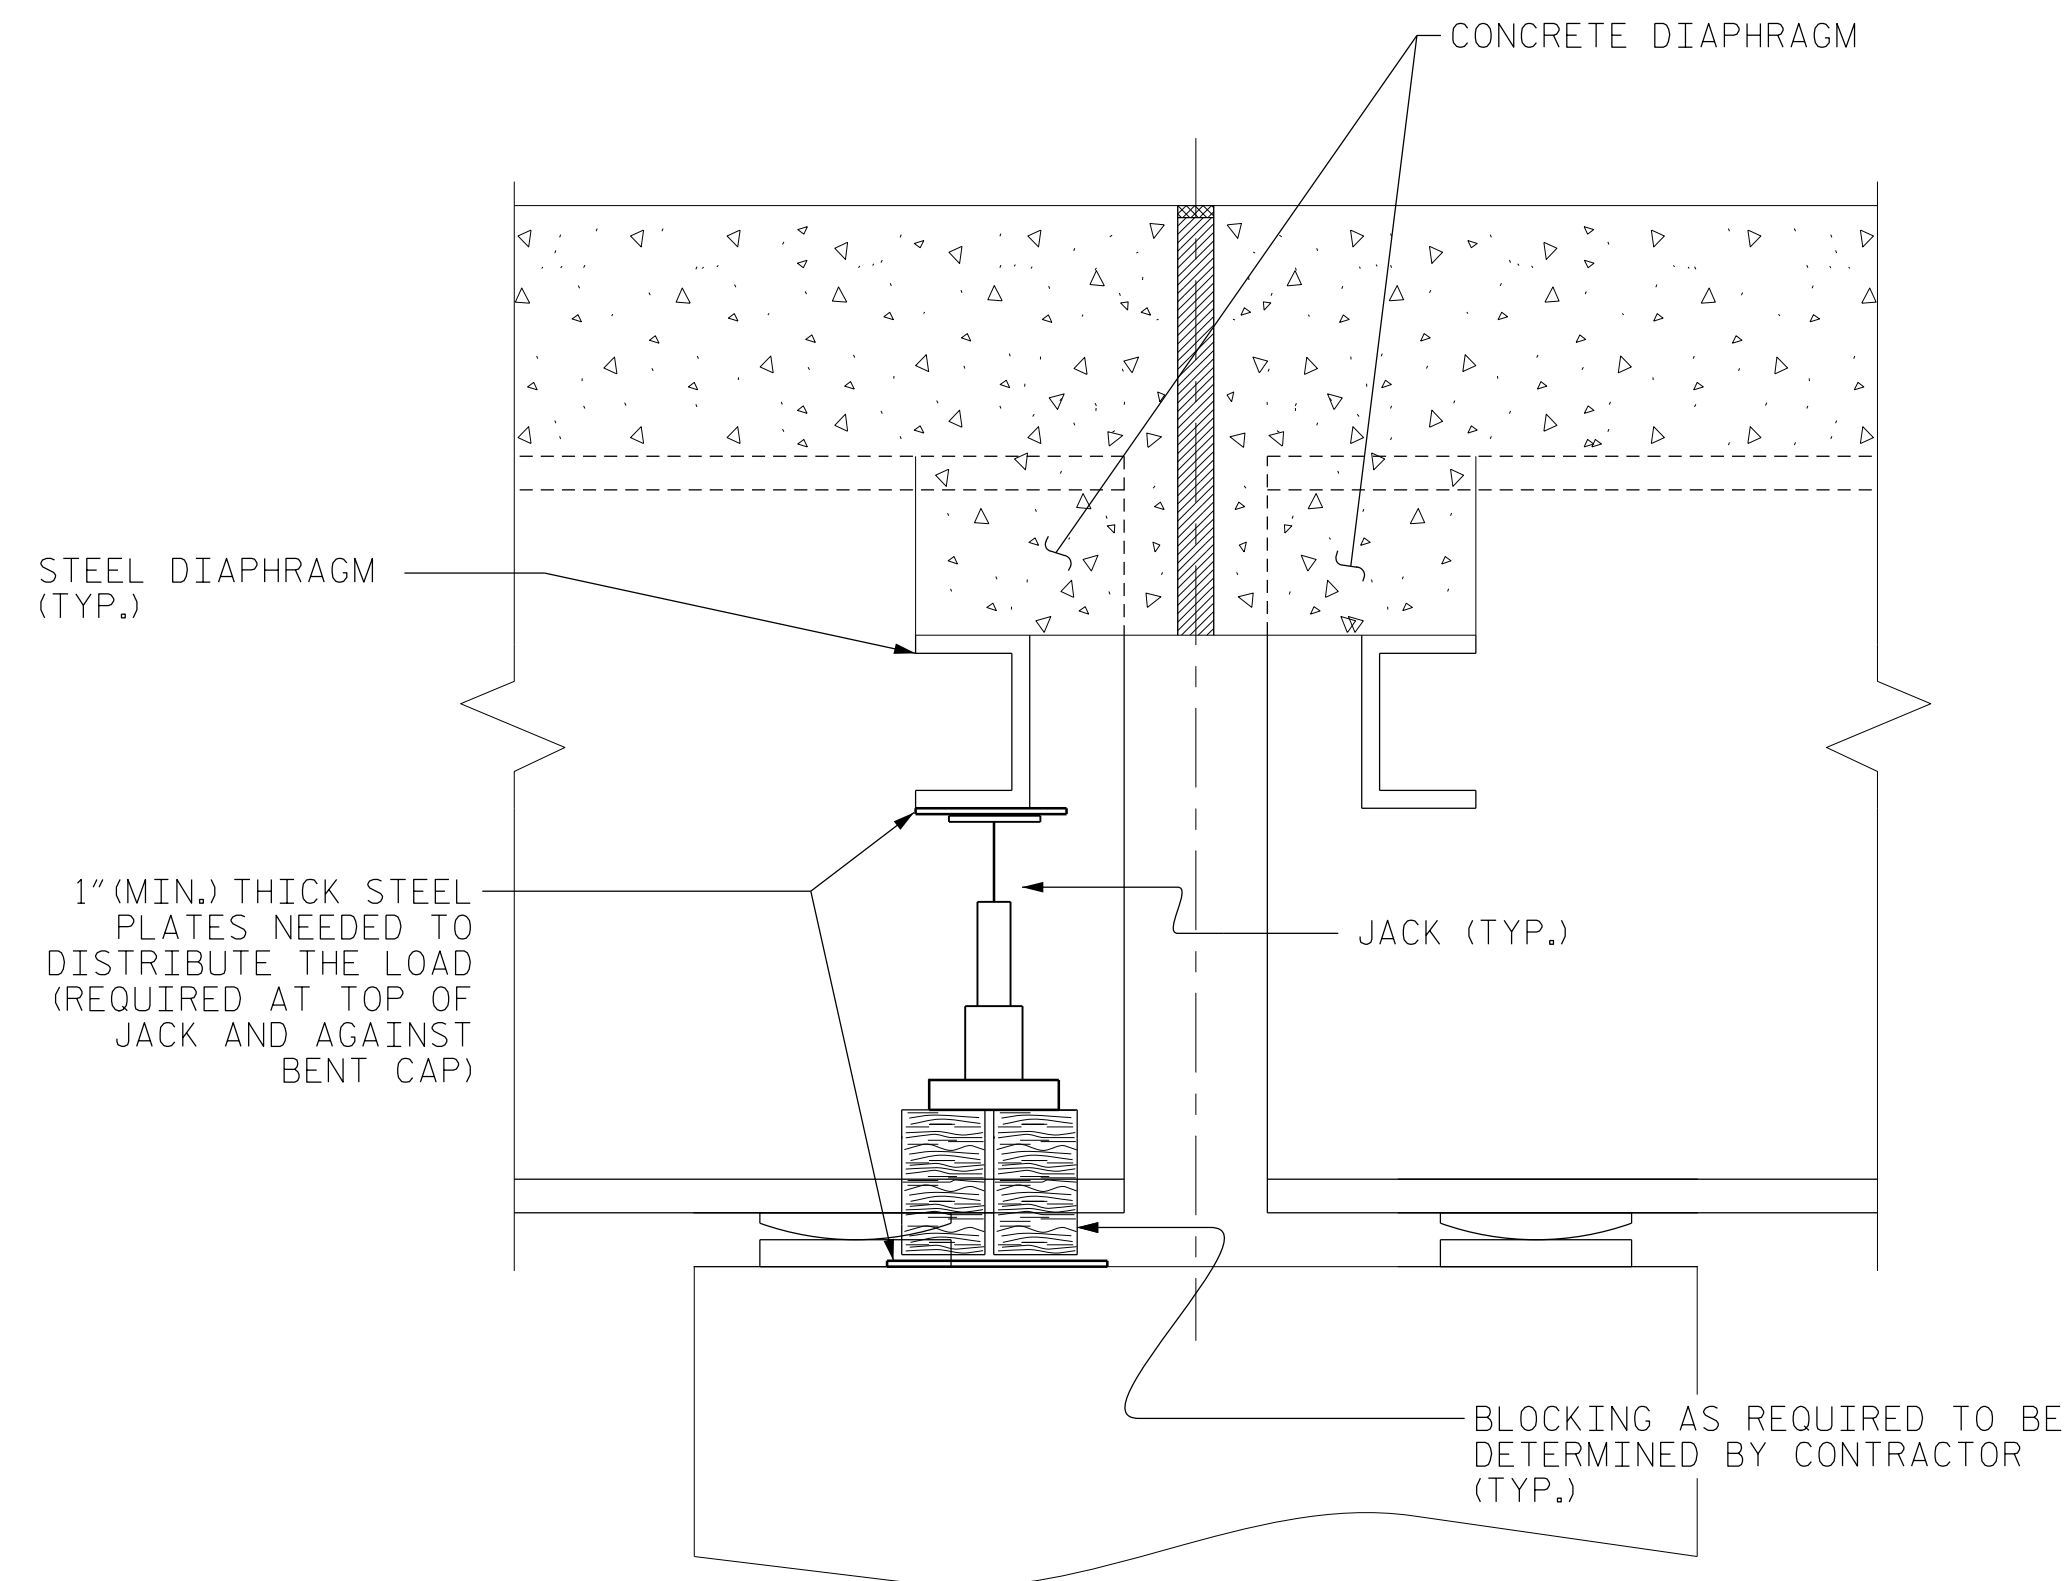 CONCRETE DIAPHRAGM
STEEL DIAPHRAGM
(TYP.)
1"(MIN.) THICK STEEL
PLATES NEEDED TO
DISTRIBUTE THE LOAD
(REQUIRED AT TOP OF
JACK AND AGAINST
BENT CAP)
JACK (TYP.)
BLOCKING AS REQUIRED TO BE
DETERMINED BY CONTRACTOR
(TYP.)